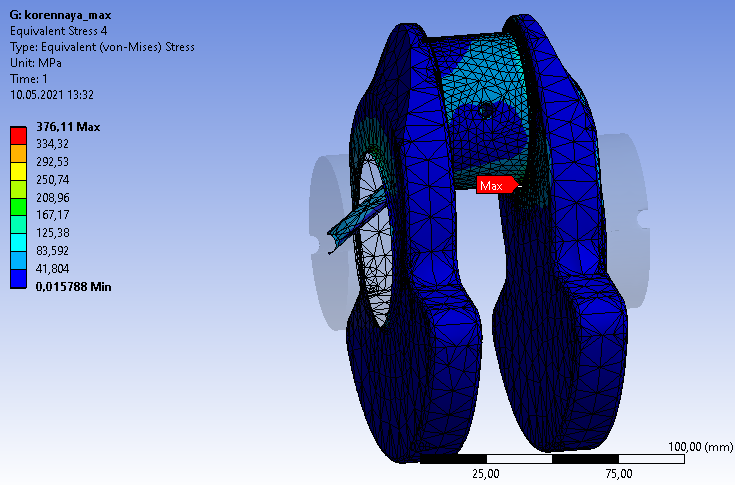 G: korennaya_max
Equivalent Stress 4
Type: Equivalent (von-Mises) Stress
Unit: MPa
Time: 1
10.05.2021 13:32
376,11 Max
334,32
292,53
250,74
208,96
167,17
125,38
83,592
41,804
0,015788 Min
Max
100,00 (mm)
25,00
75,00